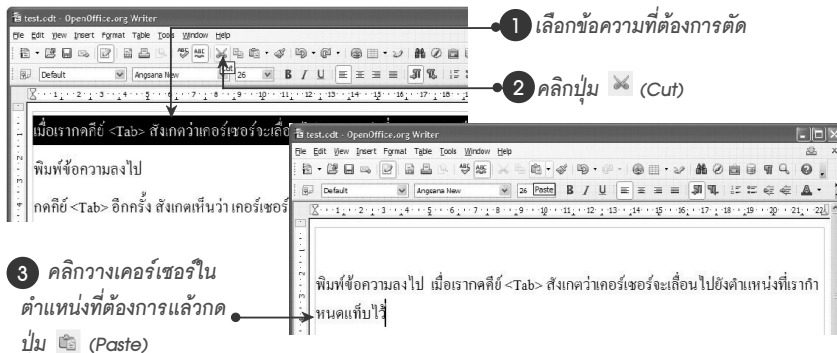 test.odt - OpenOffice.org Writer
File Edit View Insert Format Table Tools Window Help
Default Angsana New 26 B I U
Cut
เมื่อเรากดคีย์ <Tab> สังเกตว่าเคอร์เซอร์จะเลื่อ
พิมพ์ข้อความลงไป
กดคีย์ <Tab> อีกครั้ง สังเกตเห็นว่า เคอร์เซอร์
1 เลือกข้อความที่ต้องการตัด
2 คลิกปุ่ม (Cut)
test.odt - OpenOffice.org Writer
File Edit View Insert Format Table Tools Window Help
Default Angsana New 26 Paste B I U
พิมพ์ข้อความลงไป เมื่อเรากดคีย์ <Tab> สังเกตว่าเคอร์เซอร์จะเลื่อนไปยังตำแหน่งที่เรากำ
หนดแท็บไว้
3 คลิกวางเคอร์เซอร์ใน
ตำแหน่งที่ต้องการแล้วกด
ปุ่ม (Paste)